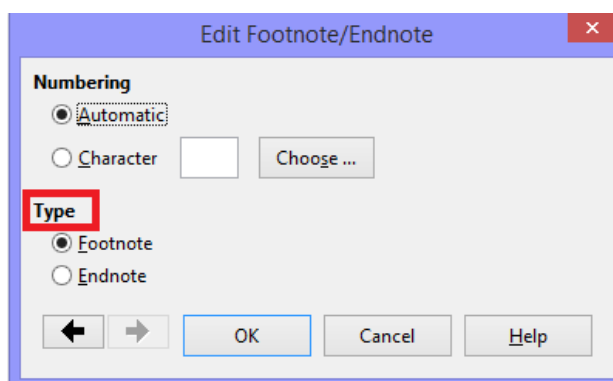 Edit Footnote/Endnote
Numbering
Automatic
Character Choose ...
Type
Footnote
Endnote
OK Cancel Help